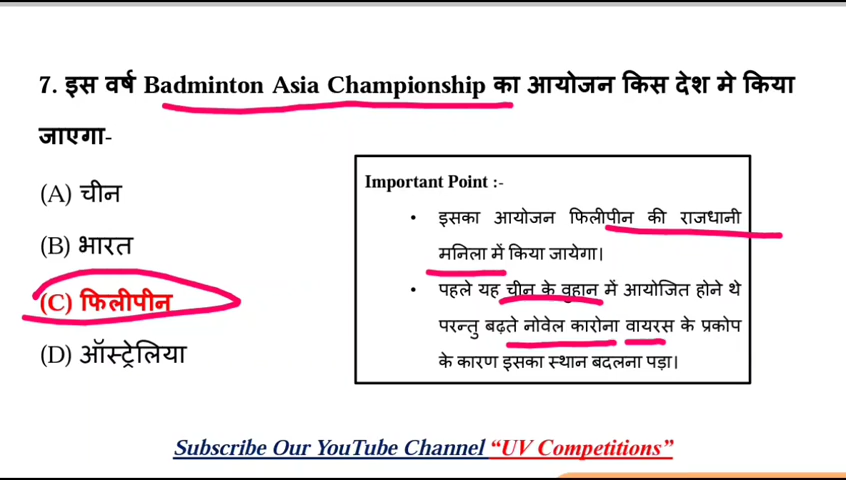 7. इस वर्ष Badminton Asia Championship का आयोजन किस देश मे किया
जाएगा-
(A) चीन
(B) भारत
(C) फिलीपीन
(D) ऑस्ट्रेलिया
Important Point :-
• इसका आयोजन फिलीपीन की राजधानी
मनिला में किया जायेगा।
• पहले यह चीन के वुहान में आयोजित होने थे
परन्तु बढ़ते नोवेल कारोना वायरस के प्रकोप
के कारण इसका स्थान बदलना पड़ा।
Subscribe Our YouTube Channel “UV Competitions”